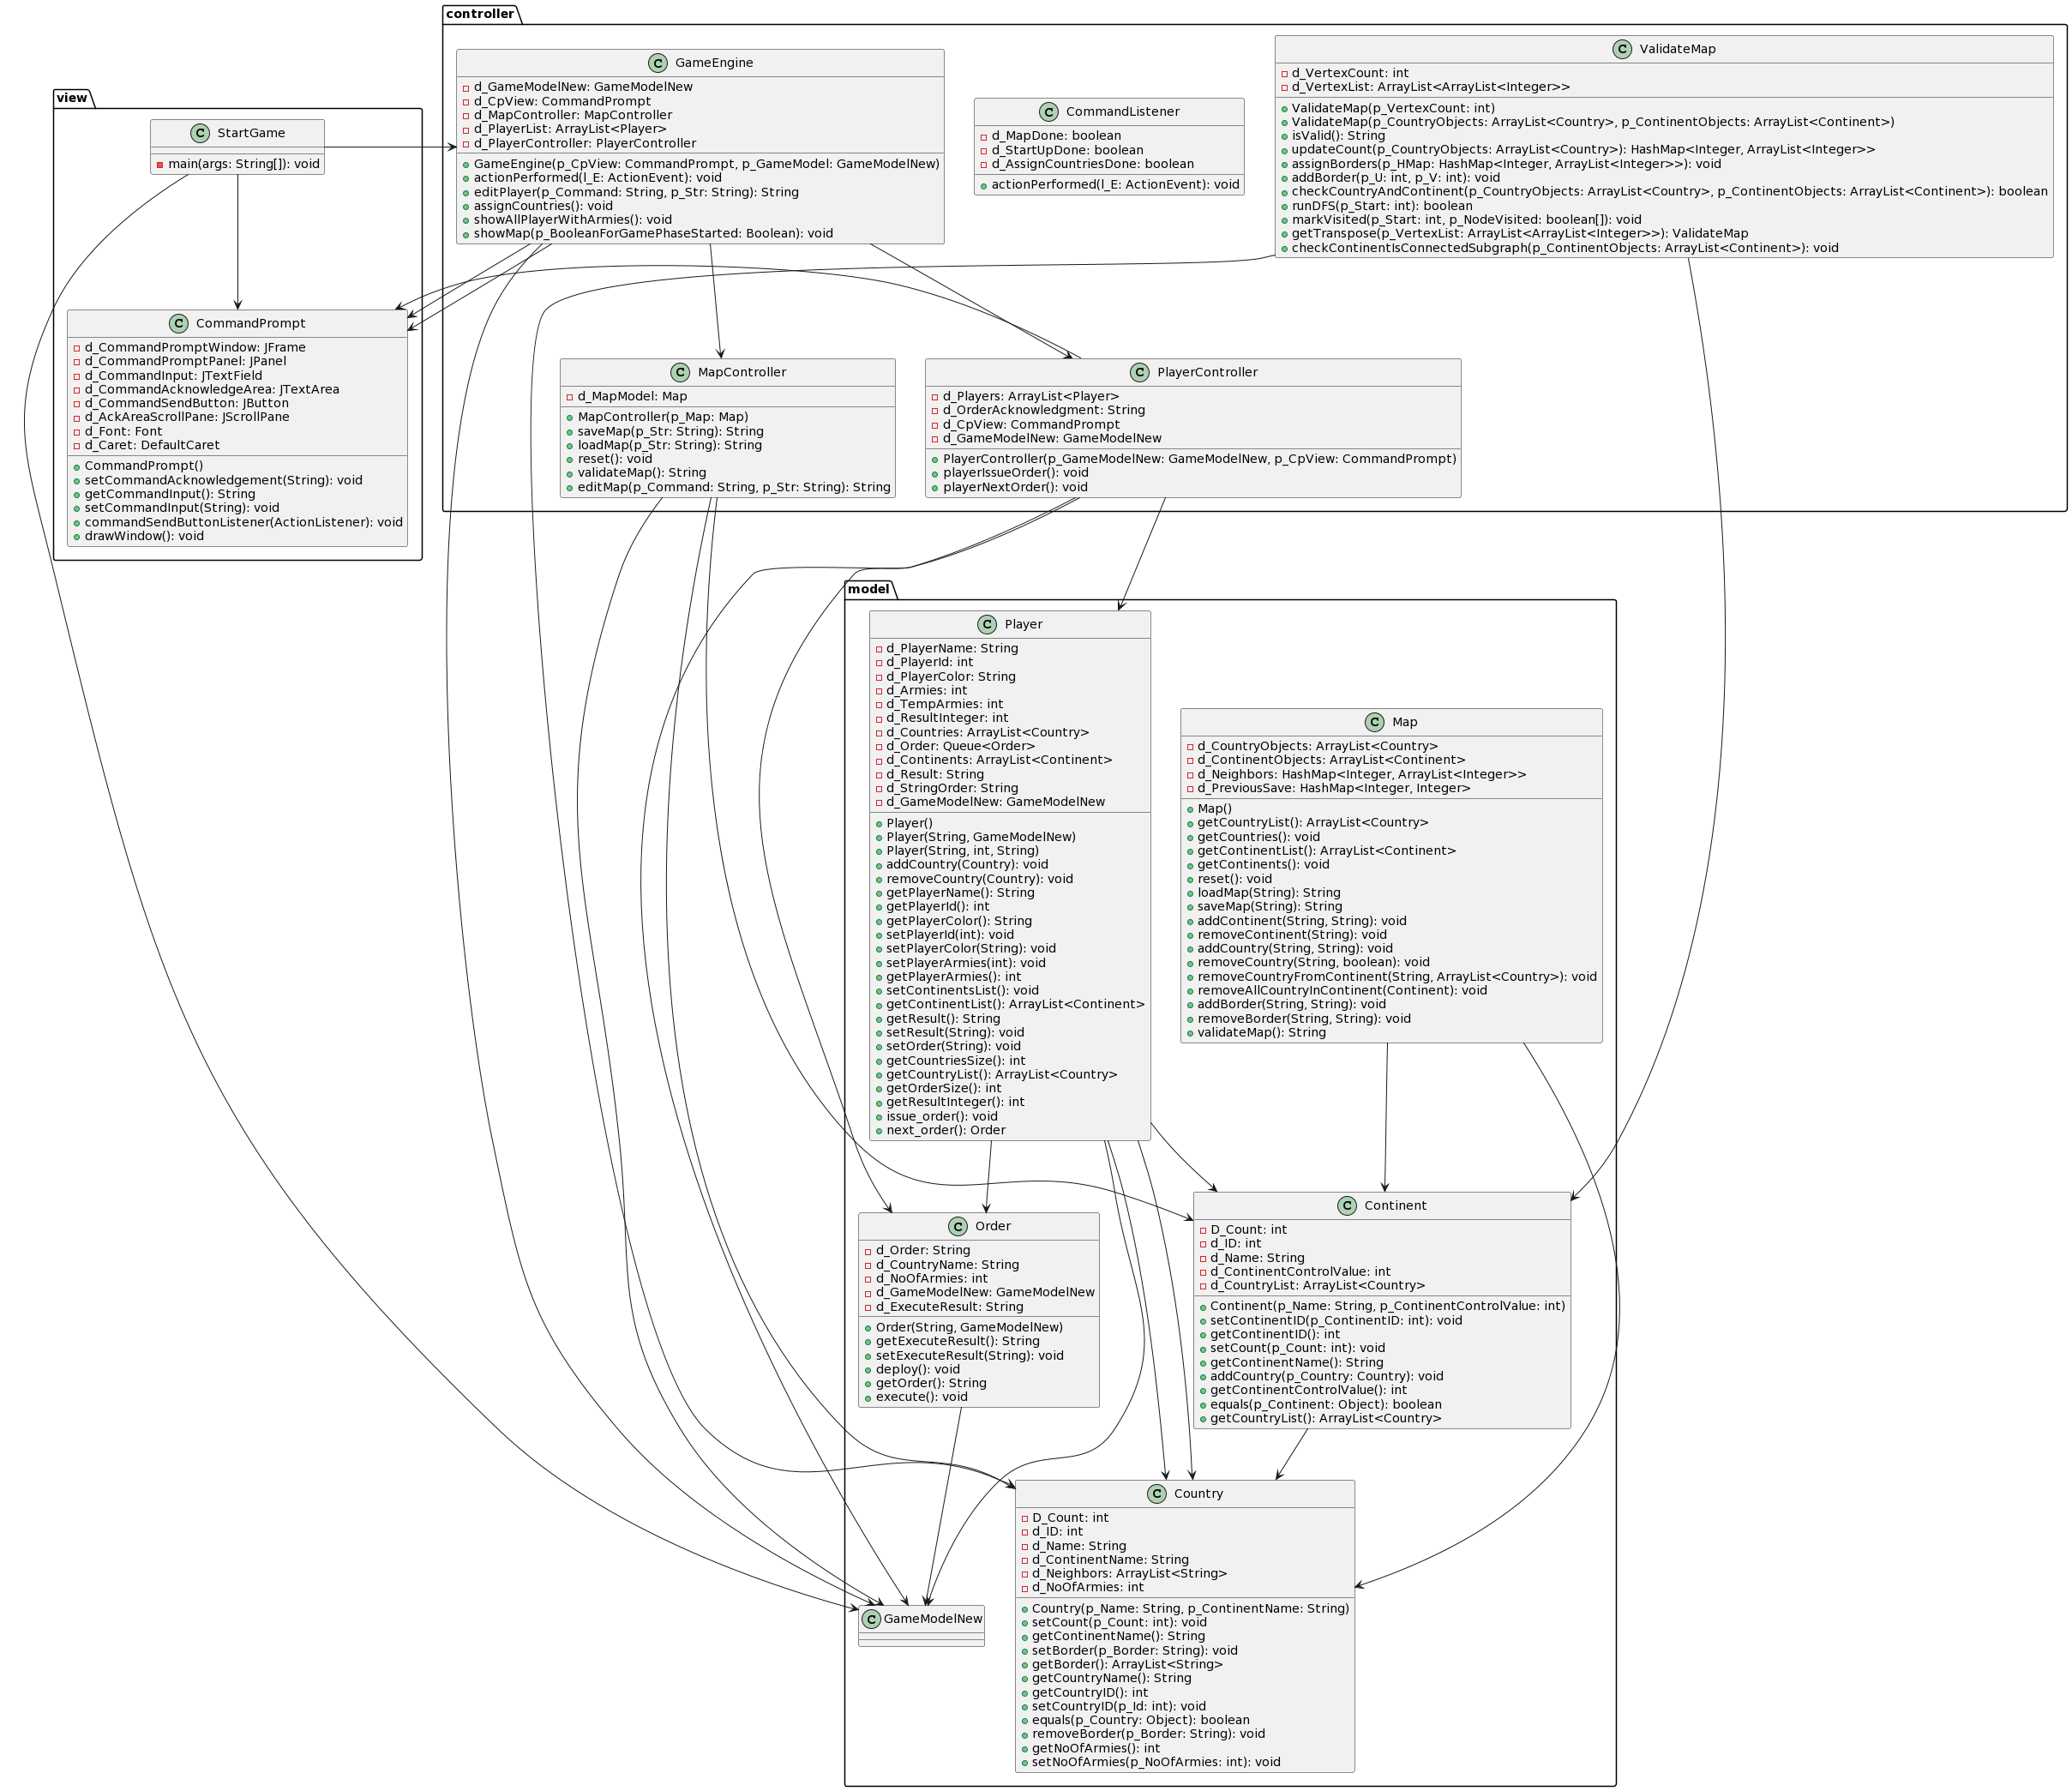 controller
C GameEngine
d_GameModelNew: GameModelNew
d_CpView: CommandPrompt
d_MapController: MapController
d_PlayerList: ArrayList<Player>
d_PlayerController: PlayerController
GameEngine(p_CpView: CommandPrompt, p_GameModel: GameModelNew)
actionPerformed(l_E: ActionEvent): void
editPlayer(p_Command: String, p_Str: String): String
assignCountries(): void
showAllPlayerWithArmies(): void
showMap(p_BooleanForGamePhaseStarted: Boolean): void
C CommandListener
d_MapDone: boolean
d_StartUpDone: boolean
d_AssignCountriesDone: boolean
actionPerformed(l_E: ActionEvent): void
C ValidateMap
d_VertexCount: int
d_VertexList: ArrayList<ArrayList<Integer>>
ValidateMap(p_VertexCount: int)
ValidateMap(p_CountryObjects: ArrayList<Country>, p_ContinentObjects: ArrayList<Continent>)
isValid(): String
updateCount(p_CountryObjects: ArrayList<Country>): HashMap<Integer, ArrayList<Integer>>
assignBorders(p_HMap: HashMap<Integer, ArrayList<Integer>>): void
addBorder(p_U: int, p_V: int): void
checkCountryAndContinent(p_CountryObjects: ArrayList<Country>, p_ContinentObjects: ArrayList<Continent>): boolean
runDFS(p_Start: int): boolean
markVisited(p_Start: int, p_NodeVisited: boolean[]): void
getTranspose(p_VertexList: ArrayList<ArrayList<Integer>>): ValidateMap
checkContinentIsConnectedSubgraph(p_ContinentObjects: ArrayList<Continent>): void
view
C StartGame
main(args: String[]): void
C CommandPrompt
d_CommandPromptWindow: JFrame
d_CommandPromptPanel: JPanel
d_CommandInput: JTextField
d_CommandAcknowledgeArea: JTextArea
d_CommandSendButton: JButton
d_AckAreaScrollPane: JScrollPane
d_Font: Font
d_Caret: DefaultCaret
CommandPrompt()
setCommandAcknowledgement(String): void
getCommandInput(): String
setCommandInput(String): void
commandSendButtonListener(ActionListener): void
drawWindow(): void
C MapController
d_MapModel: Map
MapController(p_Map: Map)
saveMap(p_Str: String): String
loadMap(p_Str: String): String
reset(): void
validateMap(): String
editMap(p_Command: String, p_Str: String): String
C PlayerController
d_Players: ArrayList<Player>
d_OrderAcknowledgment: String
d_CpView: CommandPrompt
d_GameModelNew: GameModelNew
PlayerController(p_GameModelNew: GameModelNew, p_CpView: CommandPrompt)
playerIssueOrder(): void
playerNextOrder(): void
model
C Player
d_PlayerName: String
d_PlayerId: int
d_PlayerColor: String
d_Armies: int
d_TempArmies: int
d_ResultInteger: int
d_Countries: ArrayList<Country>
d_Order: Queue<Order>
d_Continents: ArrayList<Continent>
d_Result: String
d_StringOrder: String
d_GameModelNew: GameModelNew
Player()
Player(String, GameModelNew)
Player(String, int, String)
addCountry(Country): void
removeCountry(Country): void
getPlayerName(): String
getPlayerId(): int
getPlayerColor(): String
setPlayerId(int): void
setPlayerColor(String): void
setPlayerArmies(int): void
getPlayerArmies(): int
setContinentsList(): void
getContinentList(): ArrayList<Continent>
getResult(): String
setResult(String): void
setOrder(String): void
getCountriesSize(): int
getCountryList(): ArrayList<Country>
getOrderSize(): int
getResultInteger(): int
issue_order(): void
next_order(): Order
C Map
d_CountryObjects: ArrayList<Country>
d_ContinentObjects: ArrayList<Continent>
d_Neighbors: HashMap<Integer, ArrayList<Integer>>
d_PreviousSave: HashMap<Integer, Integer>
Map()
getCountryList(): ArrayList<Country>
getCountries(): void
getContinentList(): ArrayList<Continent>
getContinents(): void
reset(): void
loadMap(String): String
saveMap(String): String
addContinent(String, String): void
removeContinent(String): void
addCountry(String, String): void
removeCountry(String, boolean): void
removeCountryFromContinent(String, ArrayList<Country>): void
removeAllCountryInContinent(Continent): void
addBorder(String, String): void
removeBorder(String, String): void
validateMap(): String
C Order
d_Order: String
d_CountryName: String
d_NoOfArmies: int
d_GameModelNew: GameModelNew
d_ExecuteResult: String
Order(String, GameModelNew)
getExecuteResult(): String
setExecuteResult(String): void
deploy(): void
getOrder(): String
execute(): void
C Continent
D_Count: int
d_ID: int
d_Name: String
d_ContinentControlValue: int
d_CountryList: ArrayList<Country>
Continent(p_Name: String, p_ContinentControlValue: int)
setContinentID(p_ContinentID: int): void
getContinentID(): int
setCount(p_Count: int): void
getContinentName(): String
addCountry(p_Country: Country): void
getContinentControlValue(): int
equals(p_Continent: Object): boolean
getCountryList(): ArrayList<Country>
C GameModelNew
C Country
D_Count: int
d_ID: int
d_Name: String
d_ContinentName: String
d_Neighbors: ArrayList<String>
d_NoOfArmies: int
Country(p_Name: String, p_ContinentName: String)
setCount(p_Count: int): void
getContinentName(): String
setBorder(p_Border: String): void
getBorder(): ArrayList<String>
getCountryName(): String
getCountryID(): int
setCountryID(p_Id: int): void
equals(p_Country: Object): boolean
removeBorder(p_Border: String): void
getNoOfArmies(): int
setNoOfArmies(p_NoOfArmies: int): void